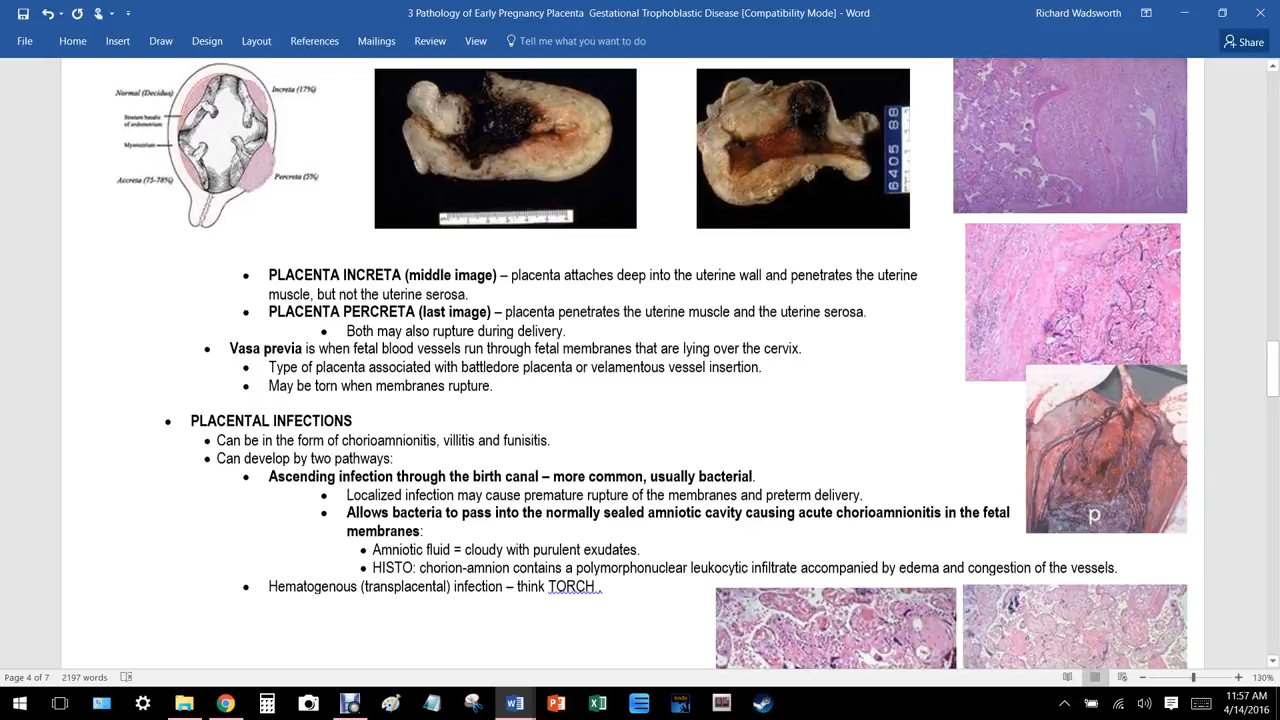 3 Pathology of Early Pregnancy Placenta  Gestational Trophoblastic Disease [Compatibility Mode] - Word
Richard Wadsworth
File Home Insert Draw Design Layout References Mailings Review View Tell me what you want to do Share
Normal (Decidua)
Increta (17%)
Stratum basalis
of endometrium
Myometrium
Accreta (75-78%)
Percreta (5%)
6405 88
• PLACENTA INCRETA (middle image) – placenta attaches deep into the uterine wall and penetrates the uterine
muscle, but not the uterine serosa.
• PLACENTA PERCRETA (last image) – placenta penetrates the uterine muscle and the uterine serosa.
• Both may also rupture during delivery.
• Vasa previa is when fetal blood vessels run through fetal membranes that are lying over the cervix.
• Type of placenta associated with battledore placenta or velamentous vessel insertion.
• May be torn when membranes rupture.
• PLACENTAL INFECTIONS
• Can be in the form of chorioamnionitis, villitis and funisitis.
• Can develop by two pathways:
• Ascending infection through the birth canal – more common, usually bacterial.
• Localized infection may cause premature rupture of the membranes and preterm delivery.
• Allows bacteria to pass into the normally sealed amniotic cavity causing acute chorioamnionitis in the fetal
membranes:
p
• Amniotic fluid = cloudy with purulent exudates.
• HISTO: chorion-amnion contains a polymorphonuclear leukocytic infiltrate accompanied by edema and congestion of the vessels.
• Hematogenous (transplacental) infection – think TORCH .
Page 4 of 7 2197 words 130%
11:57 AM
4/14/2016